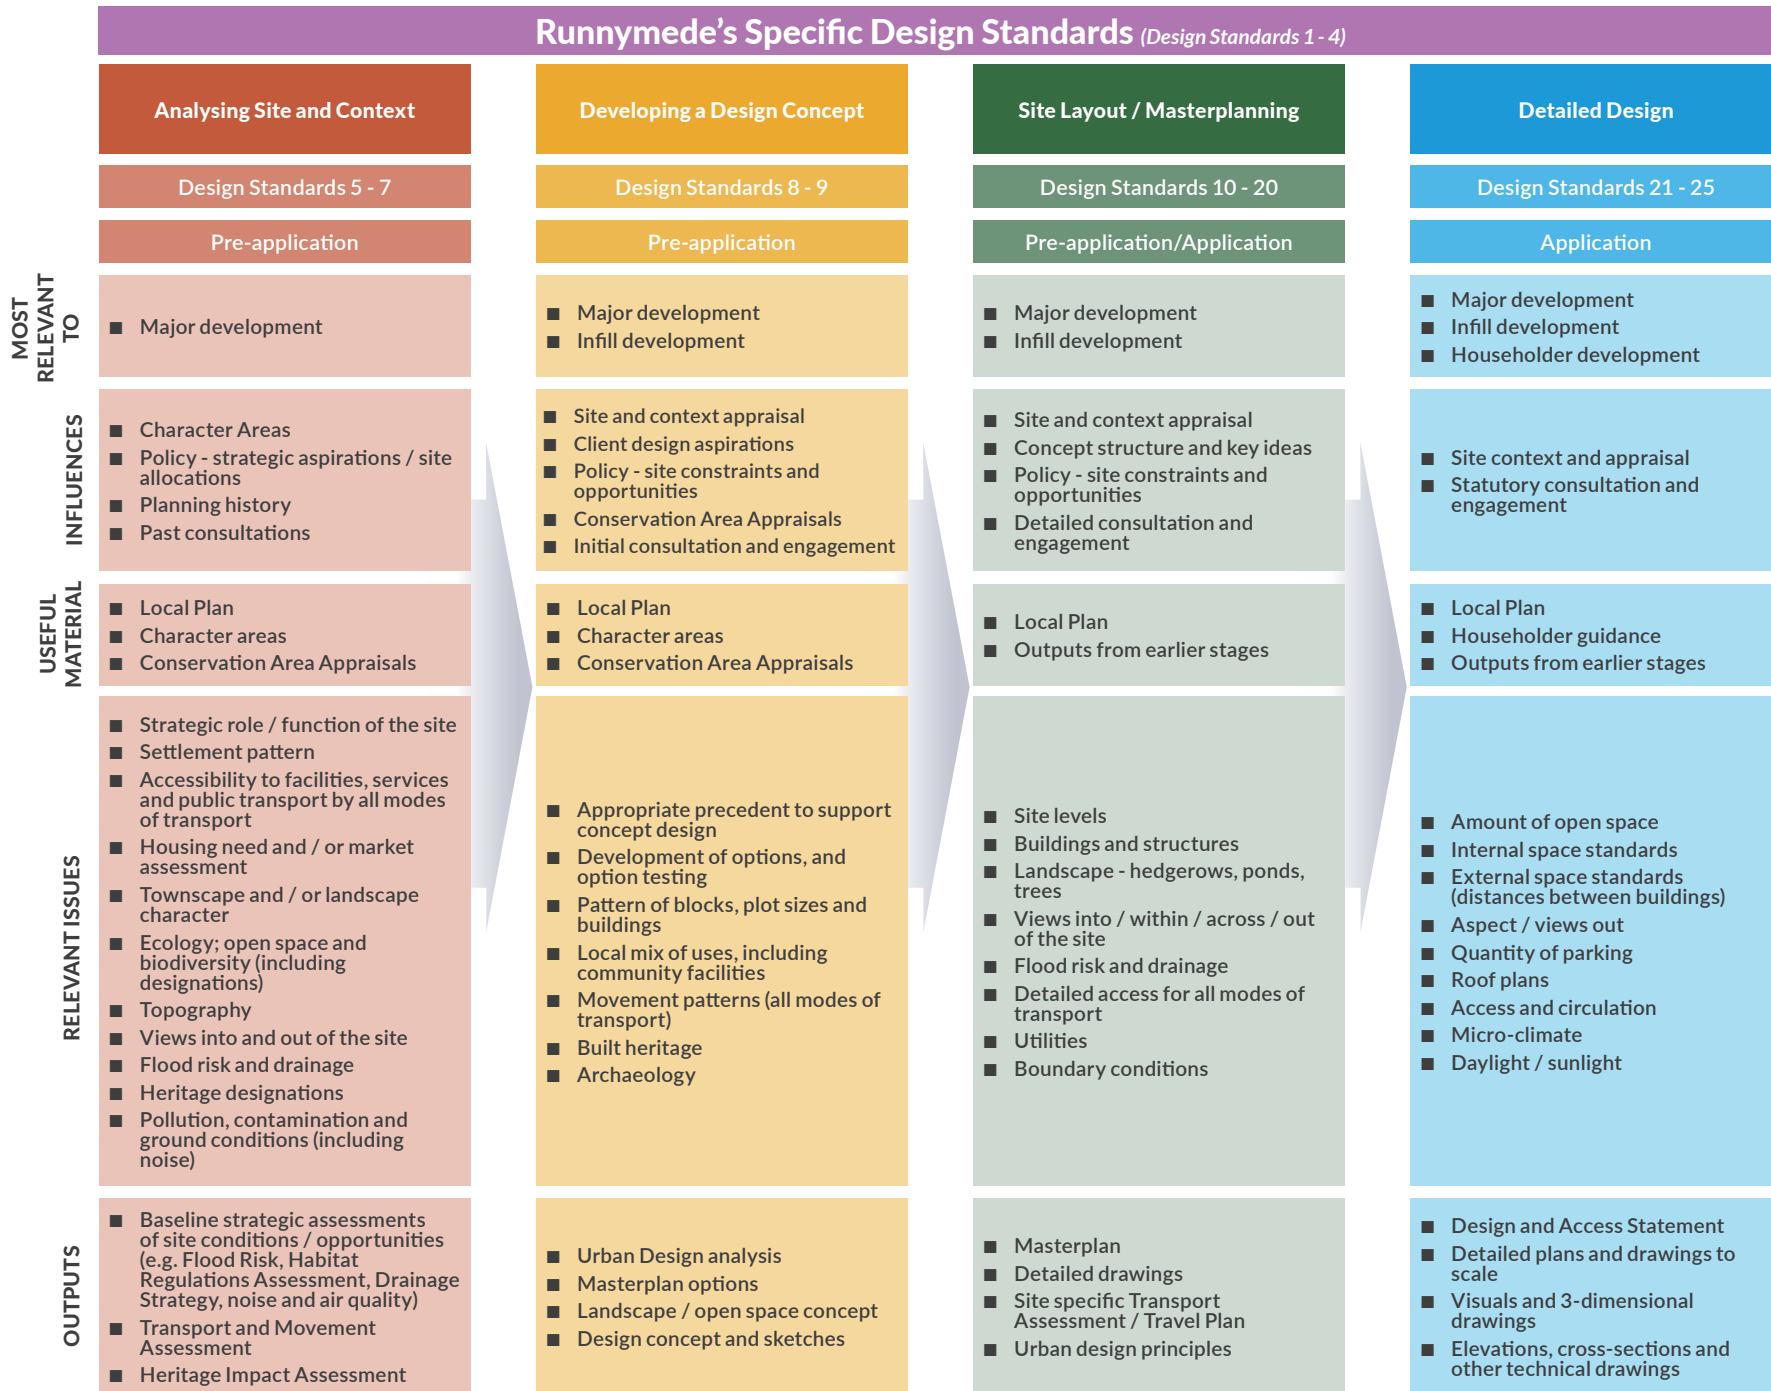 Runnymede's Specific Design Standards (Design Standards 1 - 4)
Analysing Site and Context
Developing a Design Concept
Site Layout / Masterplanning
Detailed Design
Design Standards 5 - 7
Design Standards 8 - 9
Design Standards 10 - 20
Design Standards 21 - 25
Pre-application
Pre-application
Pre-application/Application
Application
MOST
RELEVANT
TO
■ Major development
■ Major development
■ Infill development
■ Major development
■ Infill development
■ Major development
■ Infill development
■ Householder development
INFLUENCES
■ Character Areas
■ Policy - strategic aspirations / site
allocations
■ Planning history
■ Past consultations
■ Site and context appraisal
■ Client design aspirations
■ Policy - site constraints and
opportunities
■ Conservation Area Appraisals
■ Initial consultation and engagement
■ Site and context appraisal
■ Concept structure and key ideas
■ Policy - site constraints and
opportunities
■ Detailed consultation and
engagement
■ Site context and appraisal
■ Statutory consultation and
engagement
USEFUL
MATERIAL
■ Local Plan
■ Character areas
■ Conservation Area Appraisals
■ Local Plan
■ Character areas
■ Conservation Area Appraisals
■ Local Plan
■ Outputs from earlier stages
■ Local Plan
■ Householder guidance
■ Outputs from earlier stages
RELEVANT ISSUES
■ Strategic role / function of the site
■ Settlement pattern
■ Accessibility to facilities, services
and public transport by all modes
of transport
■ Housing need and / or market
assessment
■ Townscape and / or landscape
character
■ Ecology; open space and
biodiversity (including
designations)
■ Topography
■ Views into and out of the site
■ Flood risk and drainage
■ Heritage designations
■ Pollution, contamination and
ground conditions (including
noise)
■ Appropriate precedent to support
concept design
■ Development of options, and
option testing
■ Pattern of blocks, plot sizes and
buildings
■ Local mix of uses, including
community facilities
■ Movement patterns (all modes of
transport)
■ Built heritage
■ Archaeology
■ Site levels
■ Buildings and structures
■ Landscape - hedgerows, ponds,
trees
■ Views into / within / across / out
of the site
■ Flood risk and drainage
■ Detailed access for all modes of
transport
■ Utilities
■ Boundary conditions
■ Amount of open space
■ Internal space standards
■ External space standards
(distances between buildings)
■ Aspect / views out
■ Quantity of parking
■ Roof plans
■ Access and circulation
■ Micro-climate
■ Daylight / sunlight
OUTPUTS
■ Baseline strategic assessments
of site conditions / opportunities
(e.g. Flood Risk, Habitat
Regulations Assessment, Drainage
Strategy, noise and air quality)
■ Transport and Movement
Assessment
■ Heritage Impact Assessment
■ Urban Design analysis
■ Masterplan options
■ Landscape / open space concept
■ Design concept and sketches
■ Masterplan
■ Detailed drawings
■ Site specific Transport
Assessment / Travel Plan
■ Urban design principles
■ Design and Access Statement
■ Detailed plans and drawings to
scale
■ Visuals and 3-dimensional
drawings
■ Elevations, cross-sections and
other technical drawings